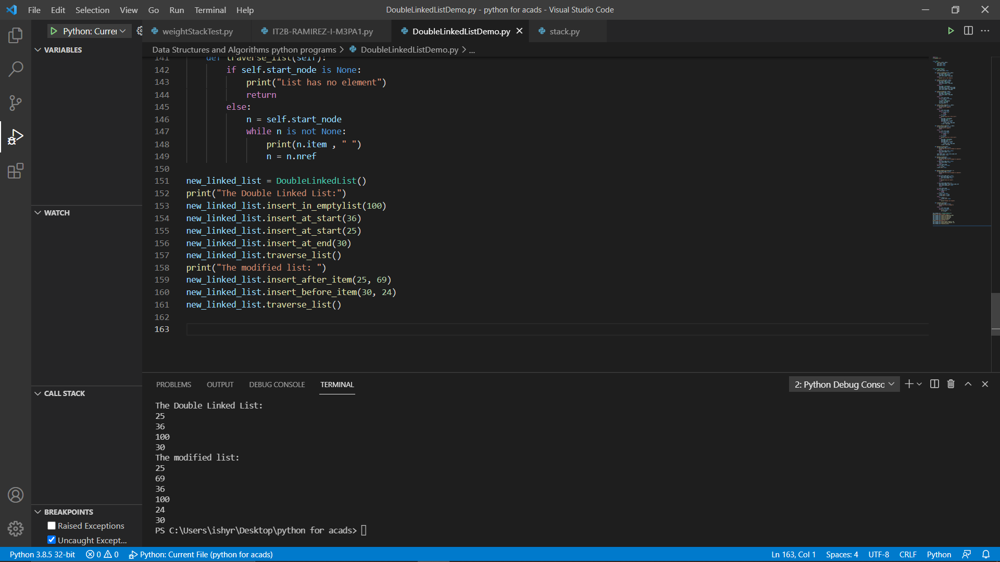 File Edit Selection View Go Run Terminal Help
DoubleLinkedListDemo.py - python for acads - Visual Studio Code
Python: Currer
weightStackTest.py
IT2B-RAMIREZ-I-M3PA1.py
DoubleLinkedListDemo.py
stack.py
Data Structures and Algorithms python programs > DoubleLinkedListDemo.py > ...
VARIABLES
WATCH
CALL STACK
BREAKPOINTS
Raised Exceptions
Uncaught Except...
141 def traverse_list(self):
142 if self.start_node is None:
143 print("List has no element")
144 return
145 else:
146 n = self.start_node
147 while n is not None:
148 print(n.item , " ")
149 n = n.nref
150
151 new_linked_list = DoubleLinkedList()
152 print("The Double Linked List:")
153 new_linked_list.insert_in_emptylist(100)
154 new_linked_list.insert_at_start(36)
155 new_linked_list.insert_at_start(25)
156 new_linked_list.insert_at_end(30)
157 new_linked_list.traverse_list()
158 print("The modified list: ")
159 new_linked_list.insert_after_item(25, 69)
160 new_linked_list.insert_before_item(30, 24)
161 new_linked_list.traverse_list()
162
163
PROBLEMS OUTPUT DEBUG CONSOLE TERMINAL
2: Python Debug Consc
The Double Linked List:
25
36
100
30
The modified list:
25
69
36
100
24
30
PS C:\Users\ishyr\Desktop\python for acads>
Python 3.8.5 32-bit 0 0 Python: Current File (python for acads)
Ln 163, Col 1 Spaces: 4 UTF-8 CRLF Python